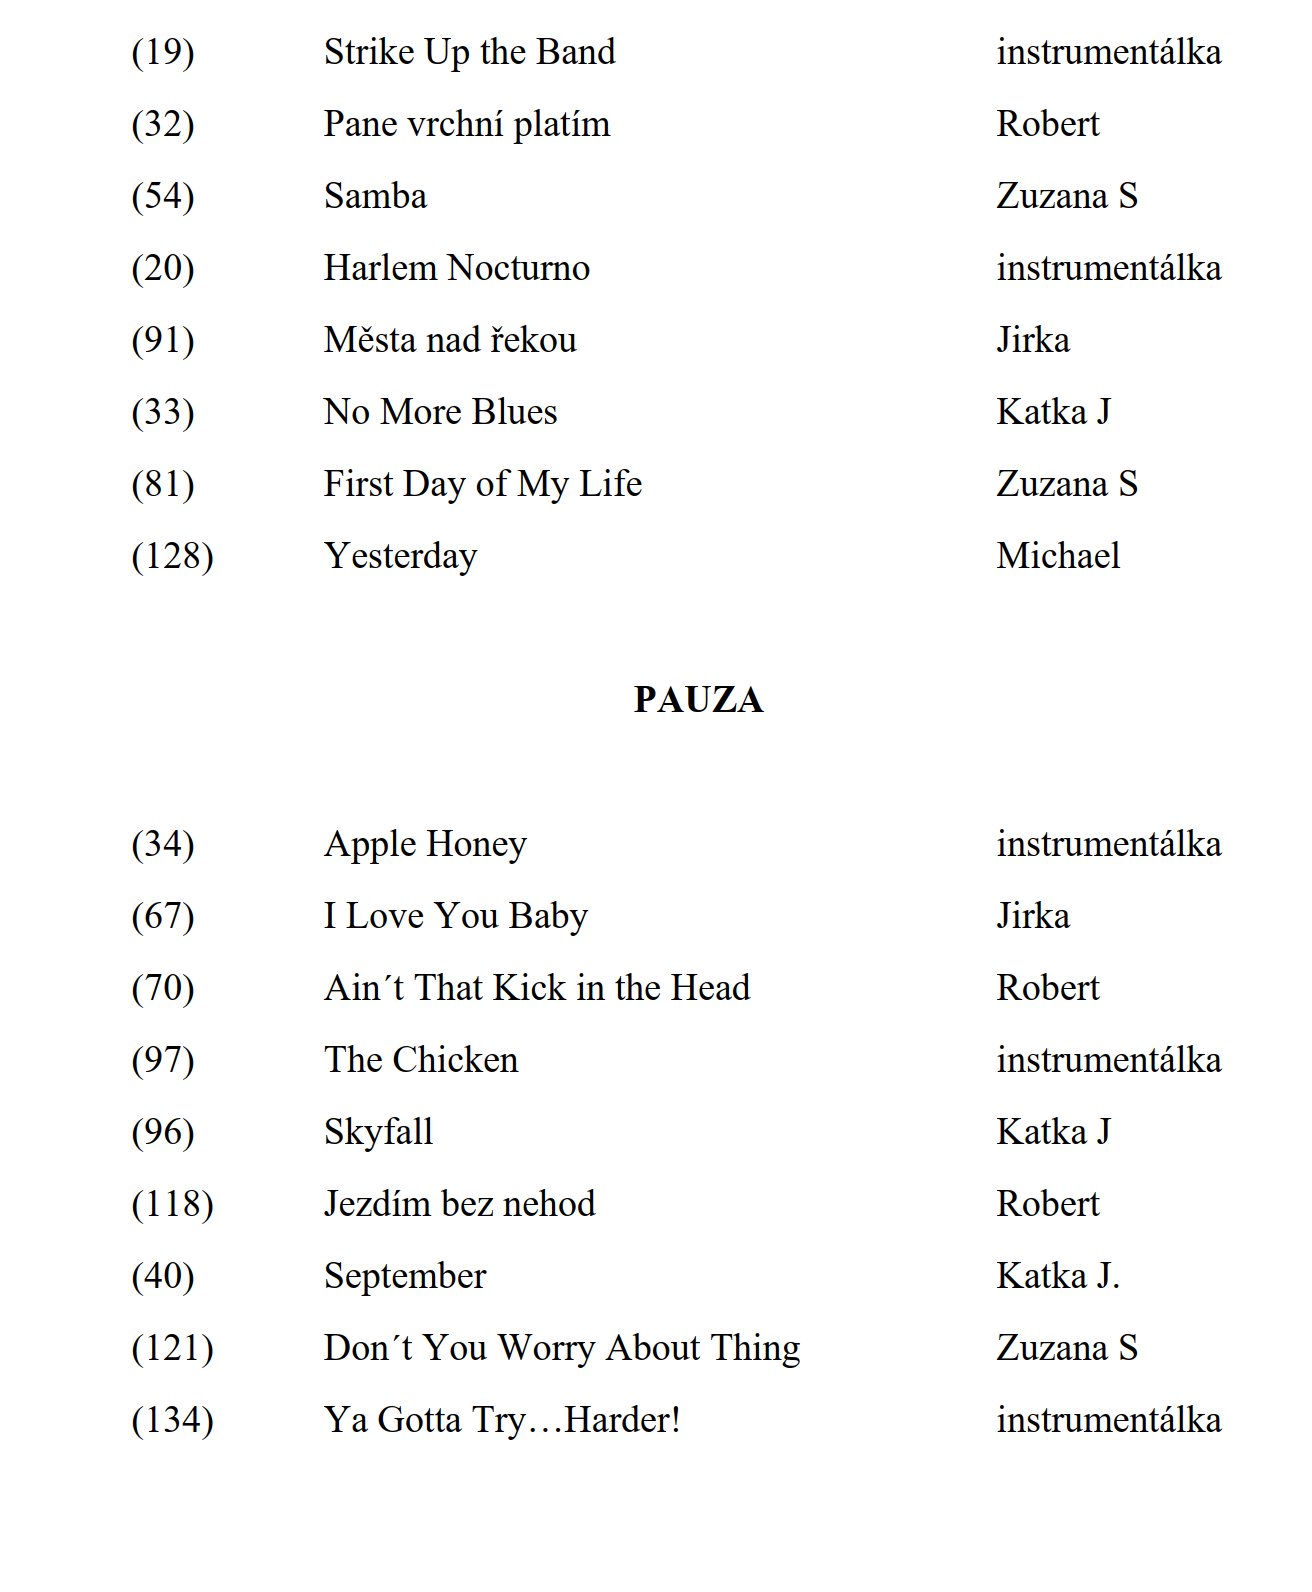 (19) Strike Up the Band instrumentálka
(32) Pane vrchní platím Robert
(54) Samba Zuzana S
(20) Harlem Nocturno instrumentálka
(91) Města nad řekou Jirka
(33) No More Blues Katka J
(81) First Day of My Life Zuzana S
(128) Yesterday Michael
PAUZA
(34) Apple Honey instrumentálka
(67) I Love You Baby Jirka
(70) Ain´t That Kick in the Head Robert
(97) The Chicken instrumentálka
(96) Skyfall Katka J
(118) Jezdím bez nehod Robert
(40) September Katka J.
(121) Don´t You Worry About Thing Zuzana S
(134) Ya Gotta Try…Harder! instrumentálka